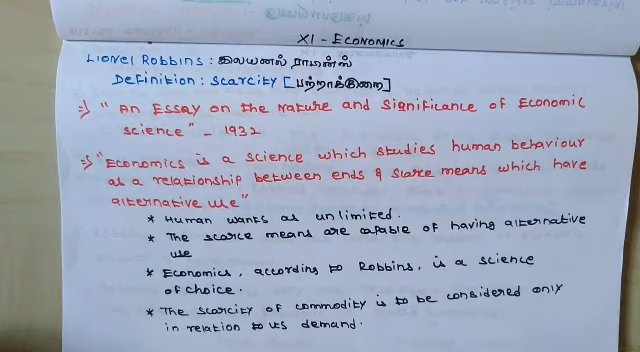 XI - ECONOMICS
Lionel Robbins : லையனல் ராபின்ஸ்
Definition : Scarcity [பற்றாக்குறை]
⇒ "An Essay on the Nature and Significance of Economic
Science" - 1932
⇒ "Economics is a science which studies human behaviour
as a relationship between ends & scarce means which have
alternative use"
* Human wants as unlimited.
* The scarce means are capable of having alternative
use
* Economics, according to Robbins, is a science
of choice.
* The scarcity of commodity is to be considered only
in relation to its demand.